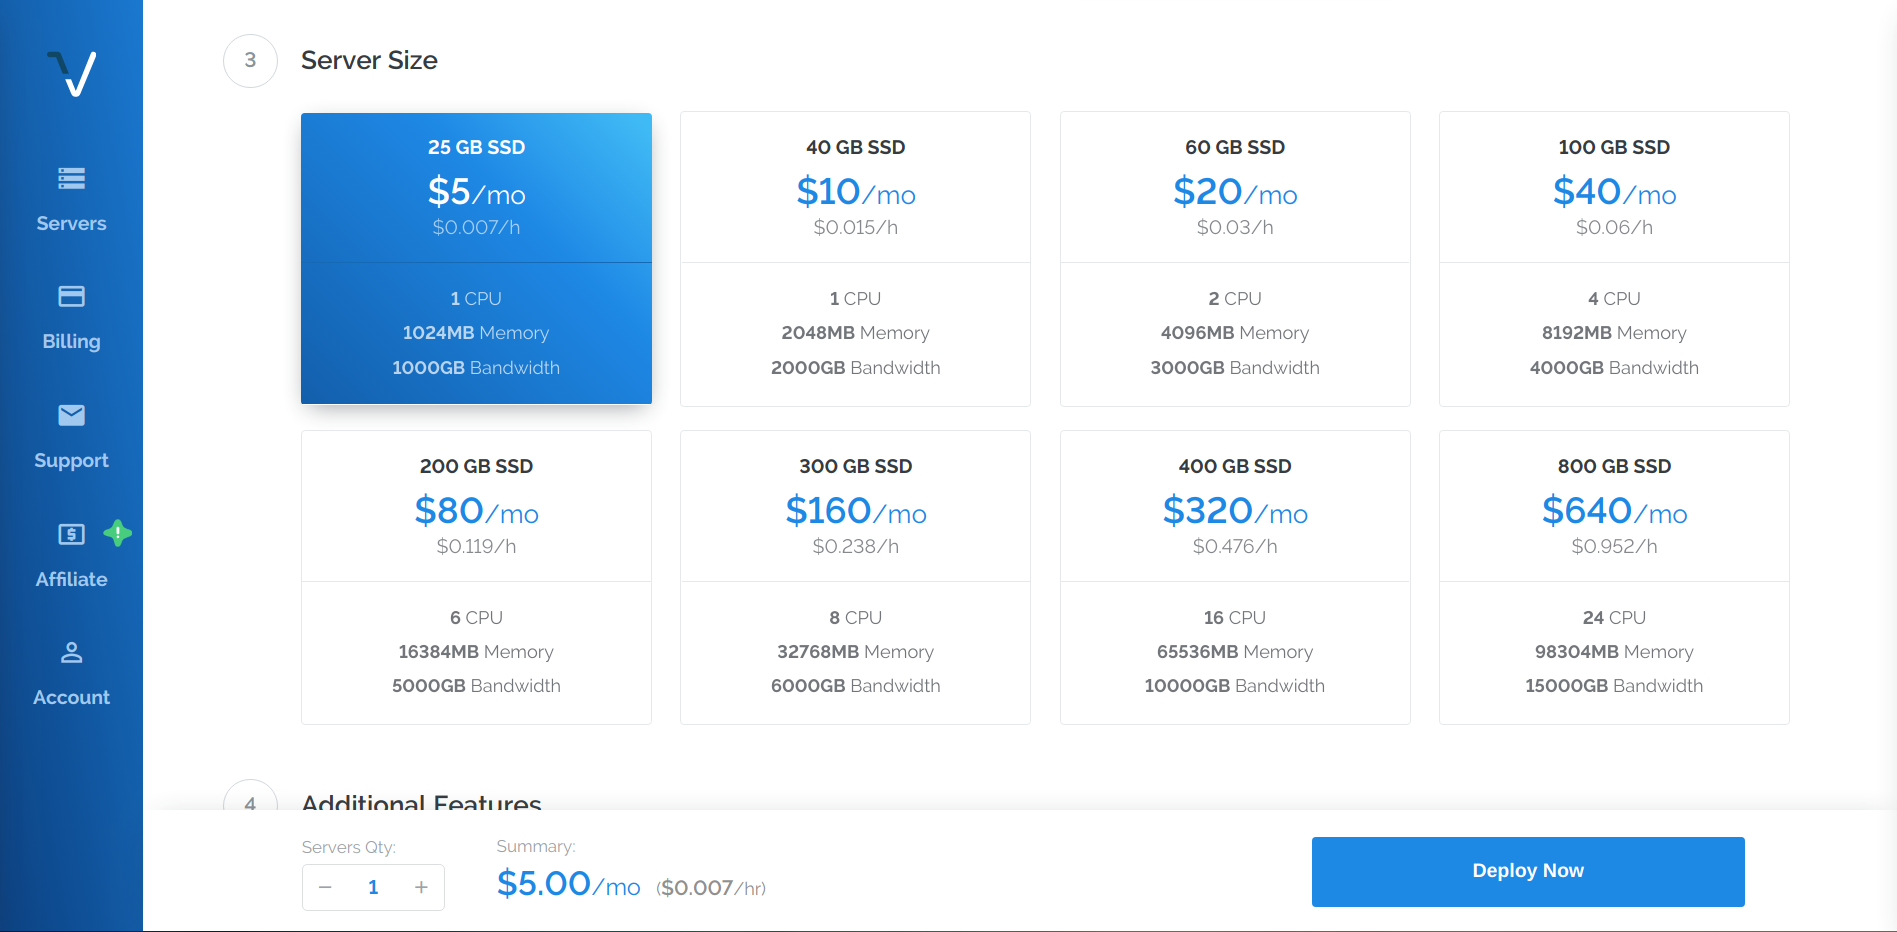 3
Server Size
25 GB SSD
$5/mo
$0.007/h
1 CPU
1024MB Memory
1000GB Bandwidth
40 GB SSD
$10/mo
$0.015/h
1 CPU
2048MB Memory
2000GB Bandwidth
60 GB SSD
$20/mo
$0.03/h
2 CPU
4096MB Memory
3000GB Bandwidth
100 GB SSD
$40/mo
$0.06/h
4 CPU
8192MB Memory
4000GB Bandwidth
200 GB SSD
$80/mo
$0.119/h
6 CPU
16384MB Memory
5000GB Bandwidth
300 GB SSD
$160/mo
$0.238/h
8 CPU
32768MB Memory
6000GB Bandwidth
400 GB SSD
$320/mo
$0.476/h
16 CPU
65536MB Memory
10000GB Bandwidth
800 GB SSD
$640/mo
$0.952/h
24 CPU
98304MB Memory
15000GB Bandwidth
4
Additional Features
Servers
Billing
Support
Affiliate
Account
Servers Qty:
− 1 +
Summary:
$5.00/mo ($0.007/hr)
Deploy Now